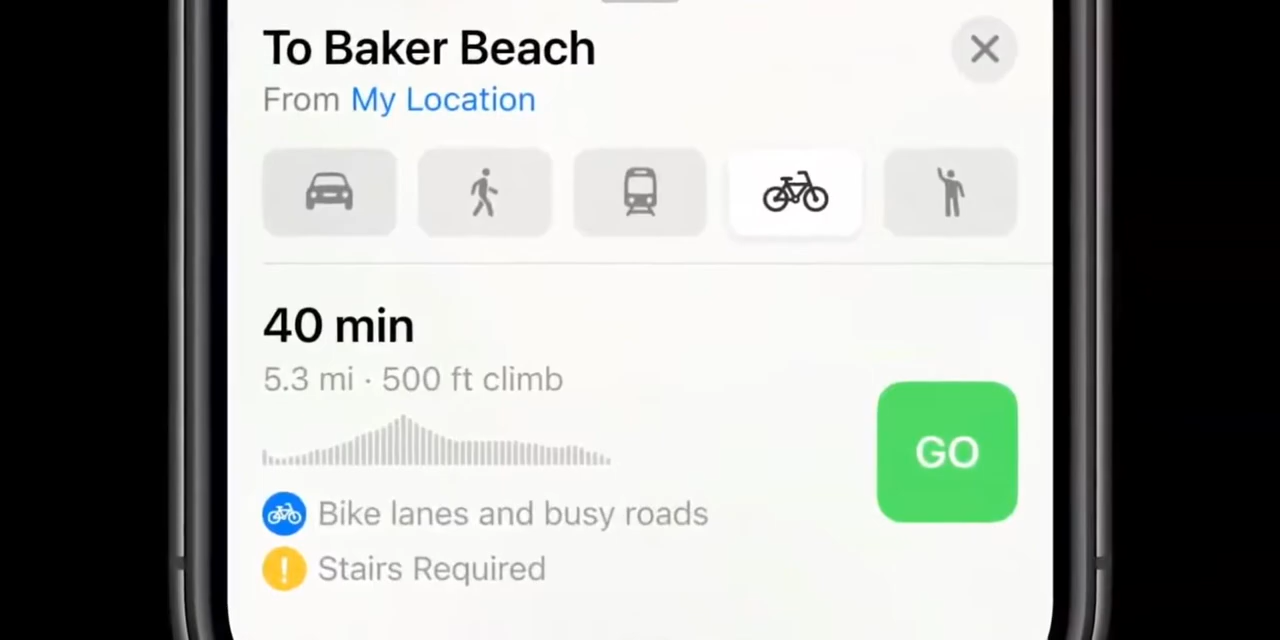 To Baker Beach
From My Location
40 min
5.3 mi · 500 ft climb
GO
Bike lanes and busy roads
Stairs Required